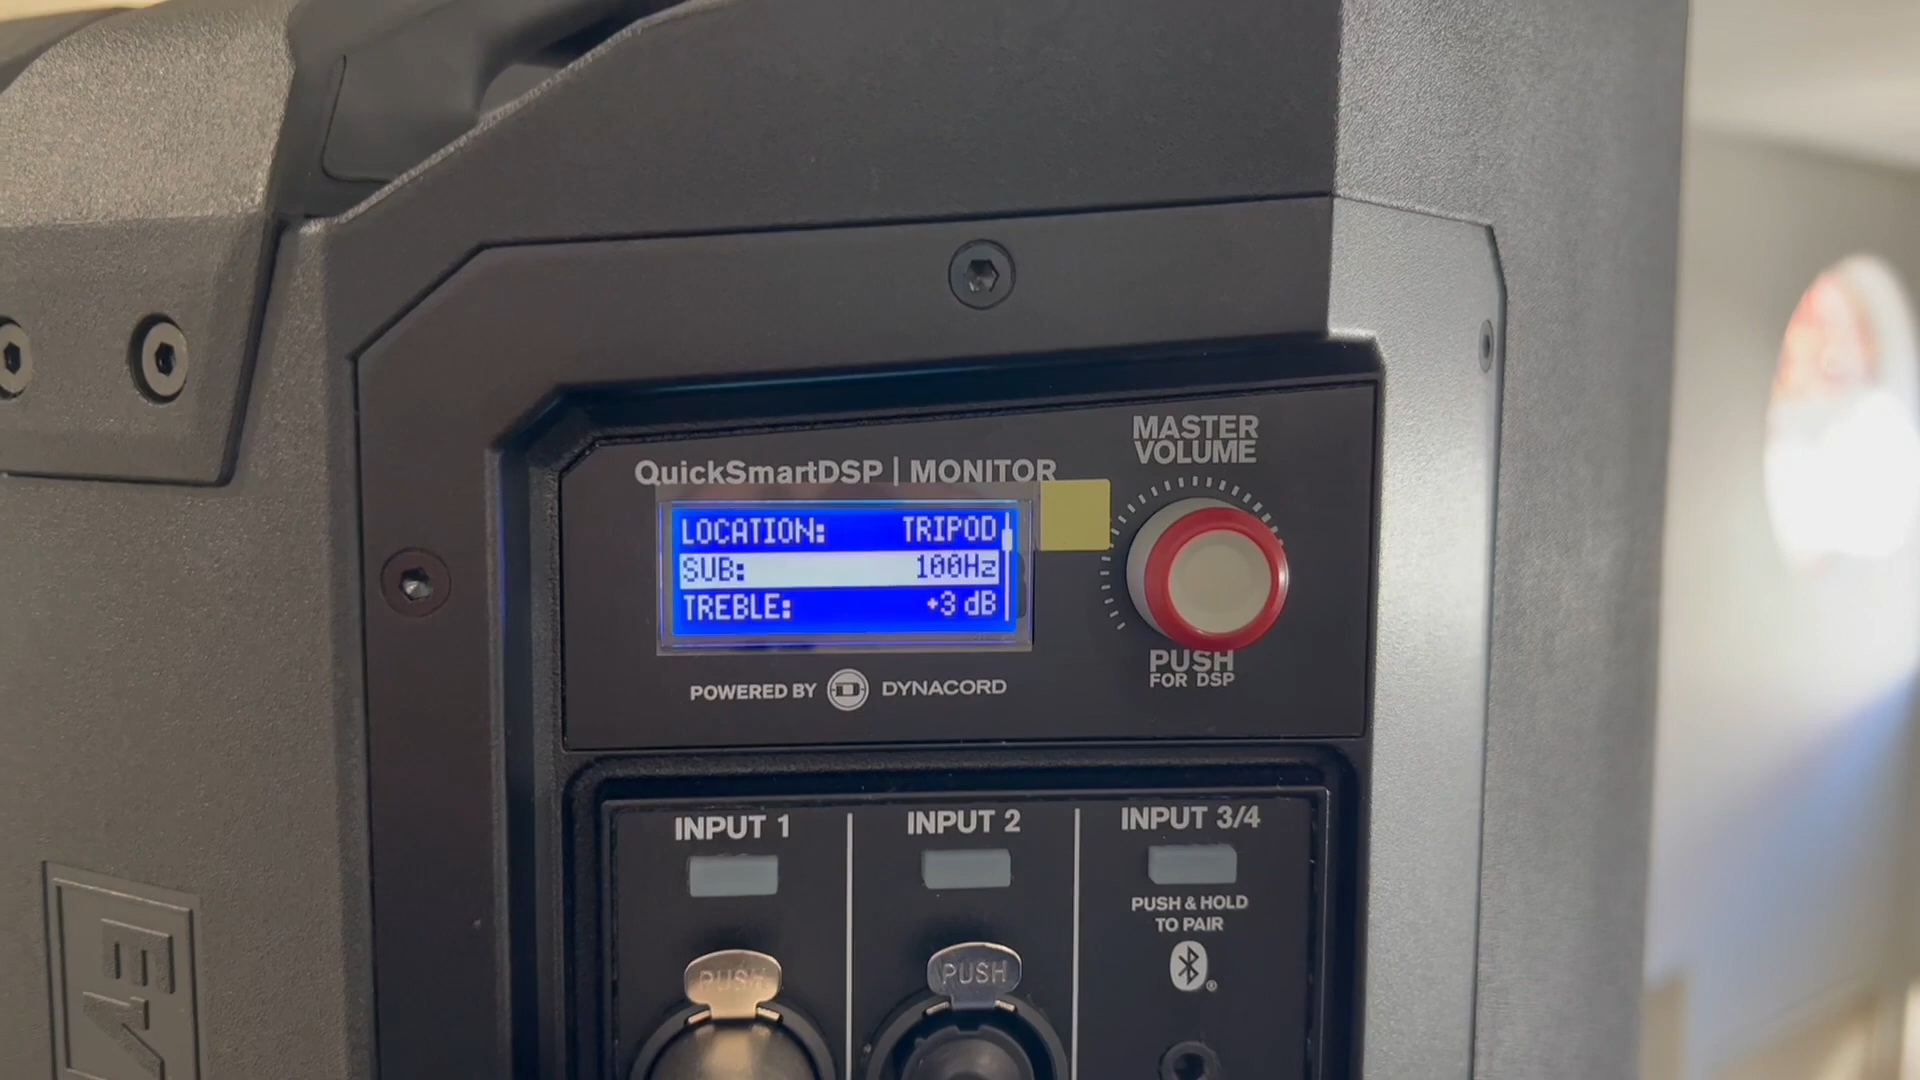 MASTER
VOLUME
QuickSmartDSP | MONITOR
LOCATION: TRIPOD
SUB: 100Hz
TREBLE: +3 dB
PUSH
FOR DSP
POWERED BY DYNACORD
INPUT 1
INPUT 2
INPUT 3/4
PUSH & HOLD
TO PAIR
PUSH
PUSH
EV